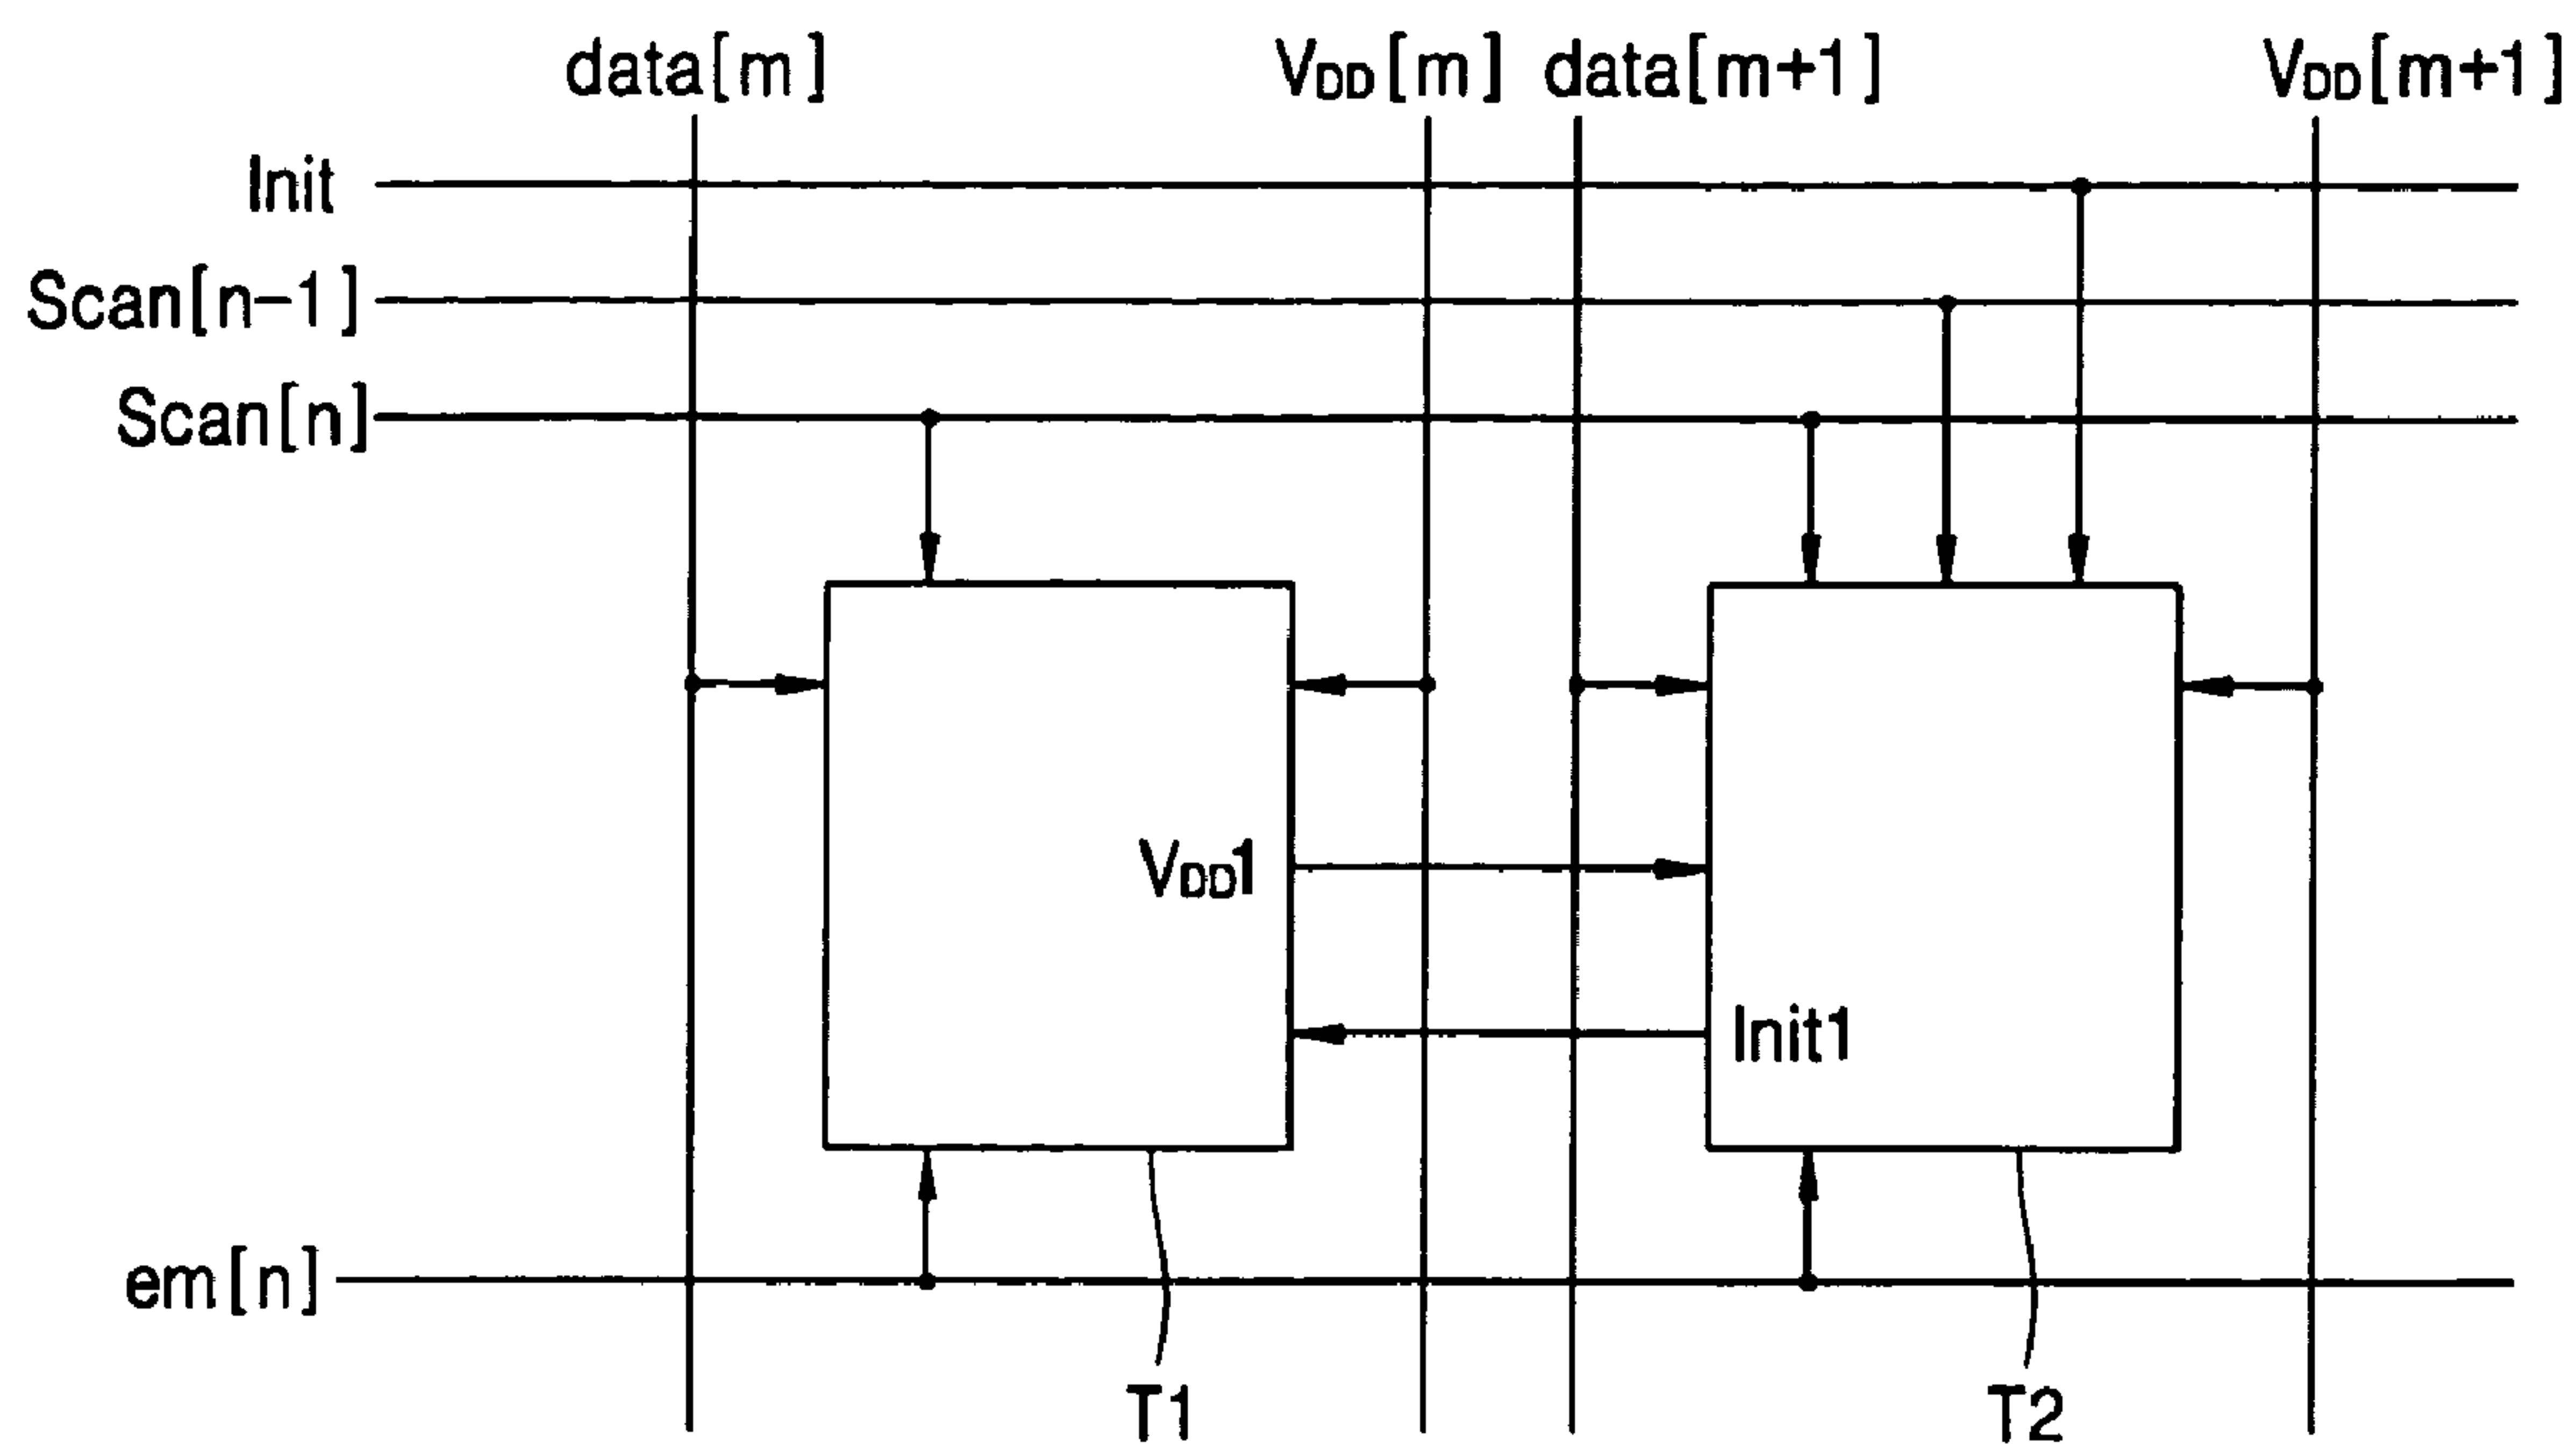 data[m] VDD[m] data[m+1] VDD[m+1]
Init
Scan[n-1]
Scan[n]
VDD1
Init1
em[n]
T1 T2